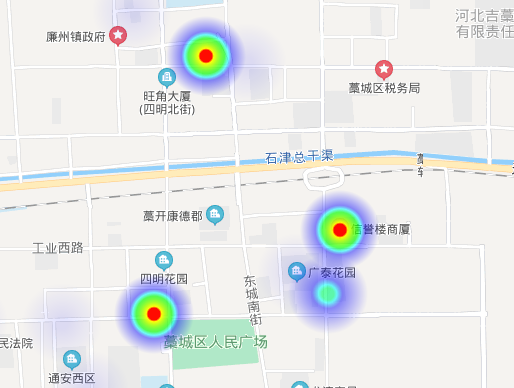 廉州镇政府
河北吉藁
有限责任
藁城区税务局
旺角大厦
(四明北街)
石津总干渠
藁开康德郡
信誉楼商厦
工业西路
四明花园
广泰花园
东城南街
藁城区人民广场
民法院
通安西区